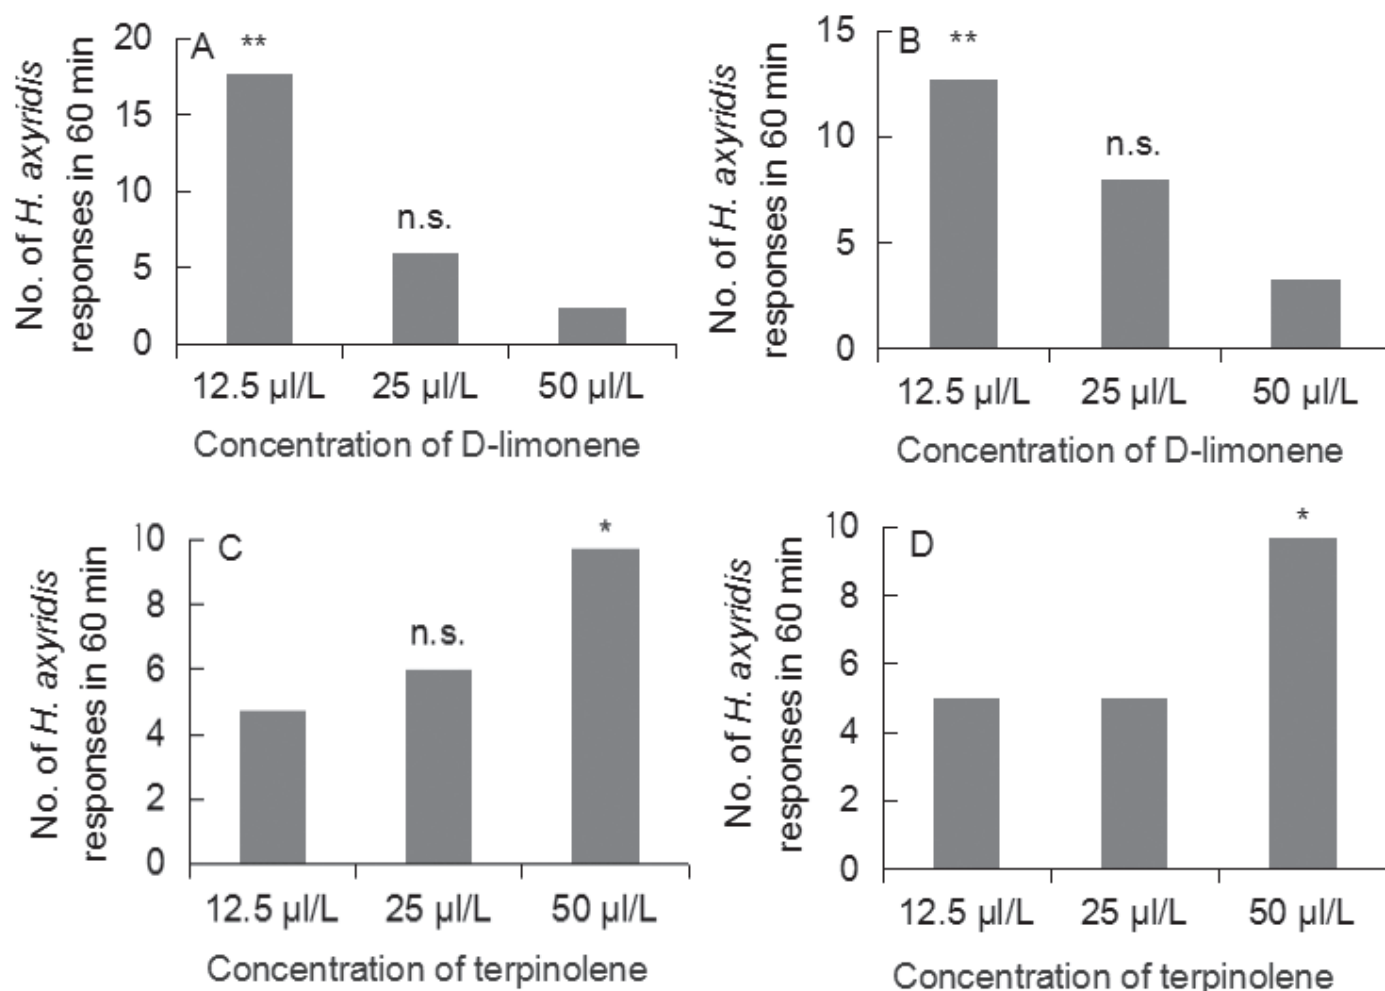 A
**
n.s.
20
15
10
5
0
No. of H. axyridis
responses in 60 min
12.5 µl/L 25 µl/L 50 µl/L
Concentration of D-limonene
B
**
n.s.
15
10
5
0
No. of H. axyridis
responses in 60 min
12.5 µl/L 25 µl/L 50 µl/L
Concentration of D-limonene
C
n.s.
*
10
8
6
4
2
0
No. of H. axyridis
responses in 60 min
12.5 µl/L 25 µl/L 50 µl/L
Concentration of terpinolene
D
*
10
8
6
4
2
0
No. of H. axyridis
responses in 60 min
12.5 µl/L 25 µl/L 50 µl/L
Concentration of terpinolene